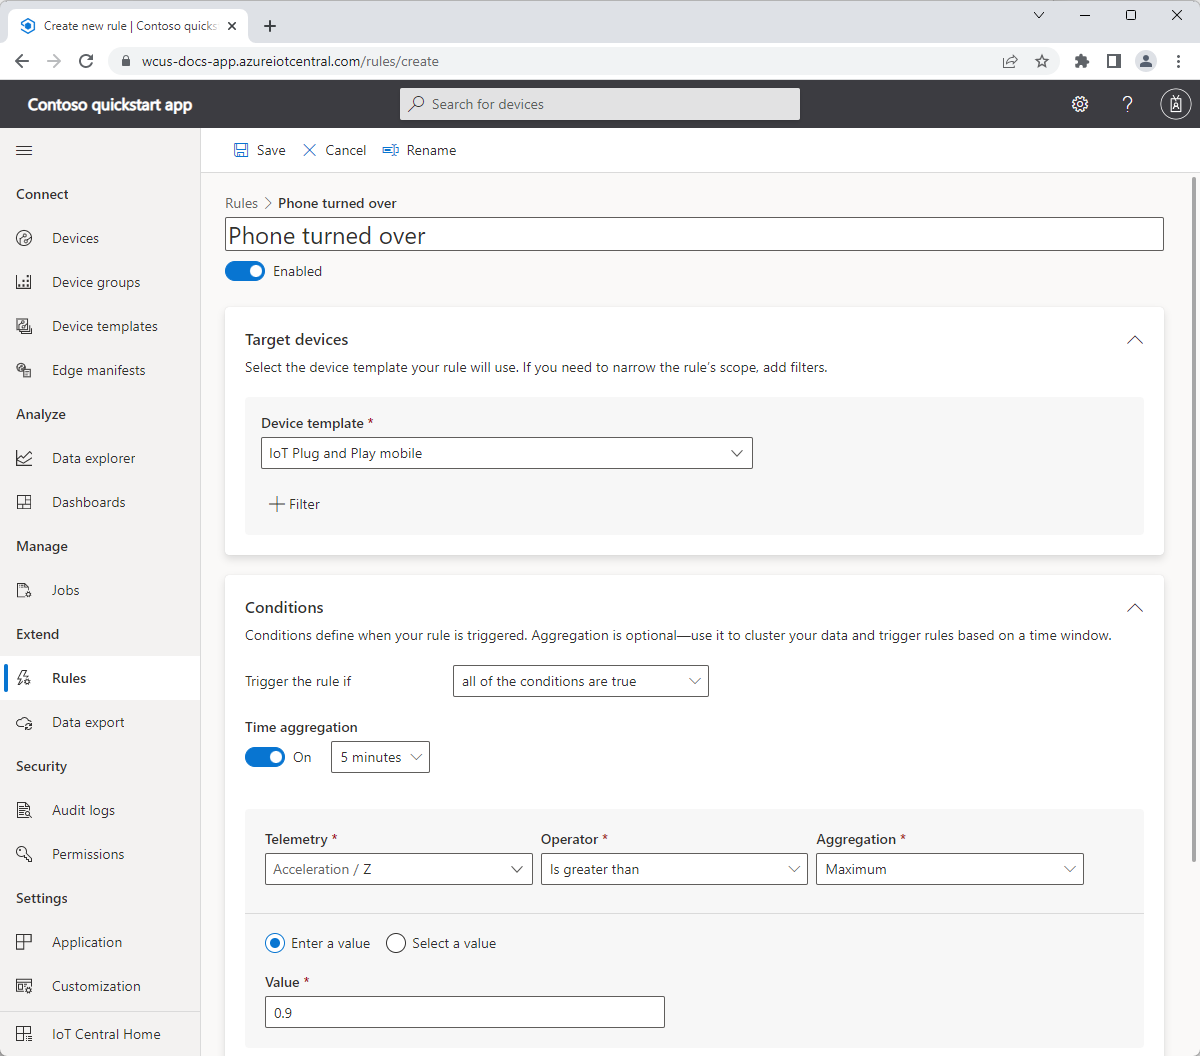 Create new rule | Contoso quicks
wcus-docs-app.azureiotcentral.com/rules/create
Contoso quickstart app
Search for devices
?
Save
Cancel
Rename
Connect
Devices
Device groups
Device templates
Edge manifests
Analyze
Data explorer
Dashboards
Manage
Jobs
Extend
Rules
Data export
Security
Audit logs
Permissions
Settings
Application
Customization
IoT Central Home
Rules > Phone turned over
Phone turned over
Enabled
Target devices
Select the device template your rule will use. If you need to narrow the rule's scope, add filters.
Device template *
IoT Plug and Play mobile
Filter
Conditions
Conditions define when your rule is triggered. Aggregation is optional—use it to cluster your data and trigger rules based on a time window.
Trigger the rule if
all of the conditions are true
Time aggregation
On
5 minutes
Telemetry *
Operator *
Aggregation *
Acceleration / Z
Is greater than
Maximum
Enter a value
Select a value
Value *
0.9